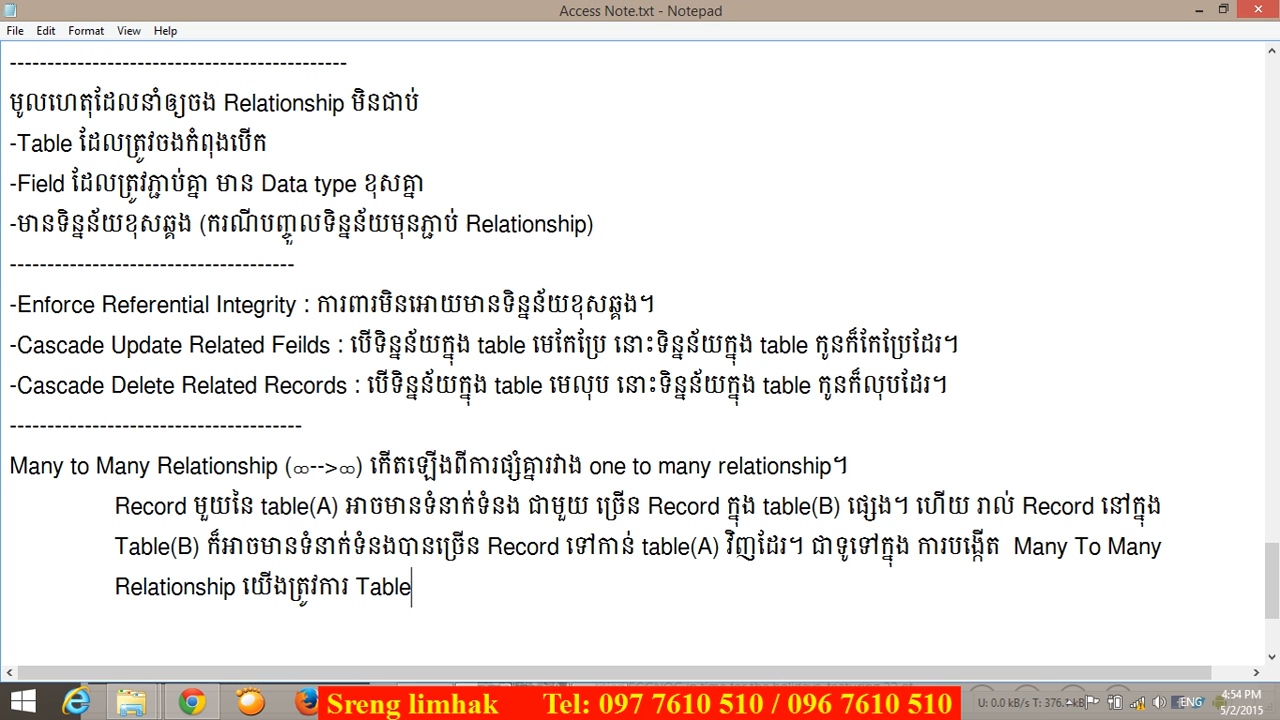 Access Note.txt - Notepad
File Edit Format View Help
---------------------------------------------
មូលហេតុដែលនាំឲ្យចង Relationship មិនជាប់
-Table ដែលត្រូវចងកំពុងបើក
-Field ដែលត្រូវភ្ជាប់គ្នា មាន Data type ខុសគ្នា
-មានទិន្នន័យខុសឆ្គង (ករណីបញ្ចូលទិន្នន័យមុនភ្ជាប់ Relationship)
--------------------------------------
-Enforce Referential Integrity : ការពារមិនអោយមានទិន្នន័យខុសឆ្គង។
-Cascade Update Related Feilds : បើទិន្នន័យក្នុង table មេកែប្រែ នោះទិន្នន័យក្នុង table កូនក៏កែប្រែដែរ។
-Cascade Delete Related Records : បើទិន្នន័យក្នុង table មេលុប នោះទិន្នន័យក្នុង table កូនក៏លុបដែរ។
---------------------------------------
Many to Many Relationship (∞-->∞) កើតឡើងពីការផ្សំគ្នារវាង one to many relationship។
Record មួយនៃ table(A) អាចមានទំនាក់ទំនង ជាមួយ ច្រើន Record ក្នុង table(B) ផ្សេង។ ហើយ រាល់ Record នៅក្នុង
Table(B) ក៏អាចមានទំនាក់ទំនងបានច្រើន Record ទៅកាន់ table(A) វិញដែរ។ ជាទូទៅក្នុង ការបង្កើត Many To Many
Relationship យើងត្រូវការ Table
Sreng limhak Tel: 097 7610 510 / 096 7610 510
U: 0.0 kB/s T: 376. kB ENG
4:54 PM
5/2/2015